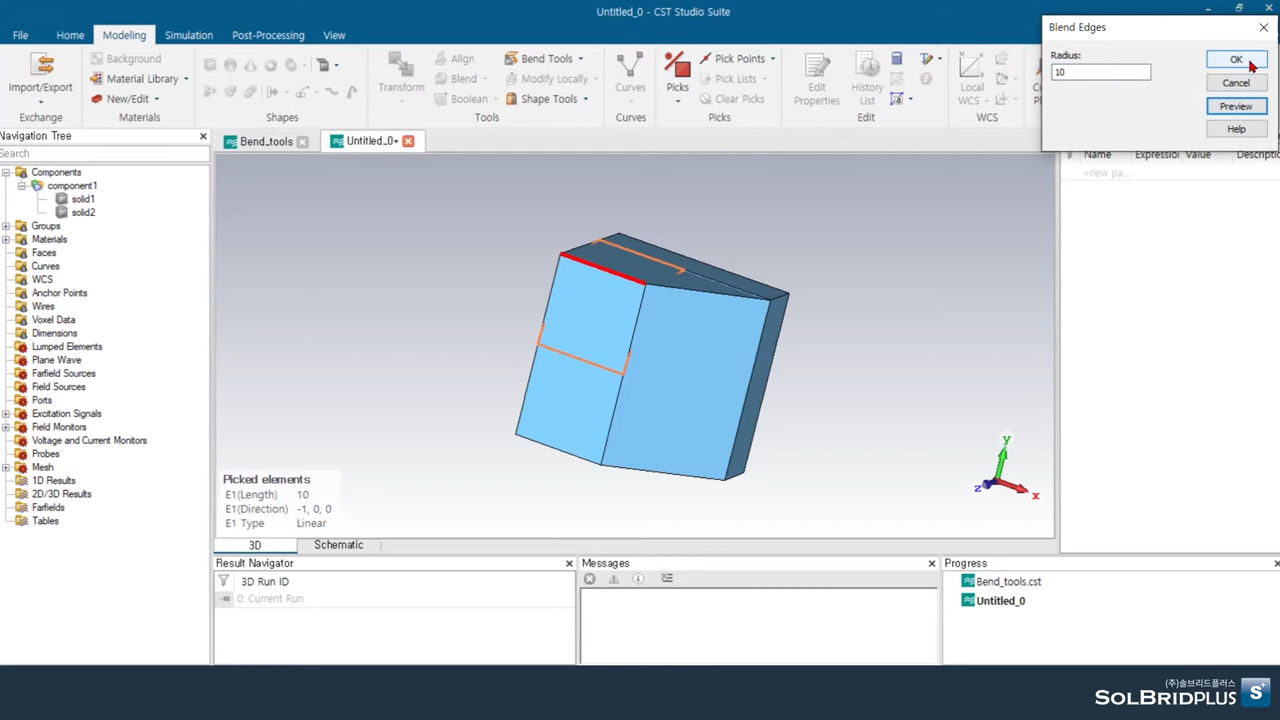 Untitled_0 - CST Studio Suite
File Home Modeling Simulation Post-Processing View
Blend Edges
Radius:
10
OK
Cancel
Preview
Help
Import/Export
Exchange
Background
Material Library
New/Edit
Materials
Shapes
Transform
Align
Blend
Boolean
Bend Tools
Modify Locally
Shape Tools
Tools
Curves
Curves
Picks
Pick Points
Pick Lists
Clear Picks
Picks
Edit
Properties
History
List
Edit
Local
WCS
WCS
Navigation Tree
Search
Components
component1
solid1
solid2
Groups
Materials
Faces
Curves
WCS
Anchor Points
Wires
Voxel Data
Dimensions
Lumped Elements
Plane Wave
Farfield Sources
Field Sources
Ports
Excitation Signals
Field Monitors
Voltage and Current Monitors
Probes
Mesh
1D Results
2D/3D Results
Farfields
Tables
Bend_tools
Untitled_0*
Name Expression Value Descripti
<new pa...
Picked elements
E1(Length) 10
E1(Direction) -1, 0, 0
E1 Type Linear
y
z
x
3D Schematic
Result Navigator
3D Run ID
0: Current Run
Messages
Progress
Bend_tools.cst
Untitled_0
(주)솔브리드플러스
SOLBRIDPLUS S+